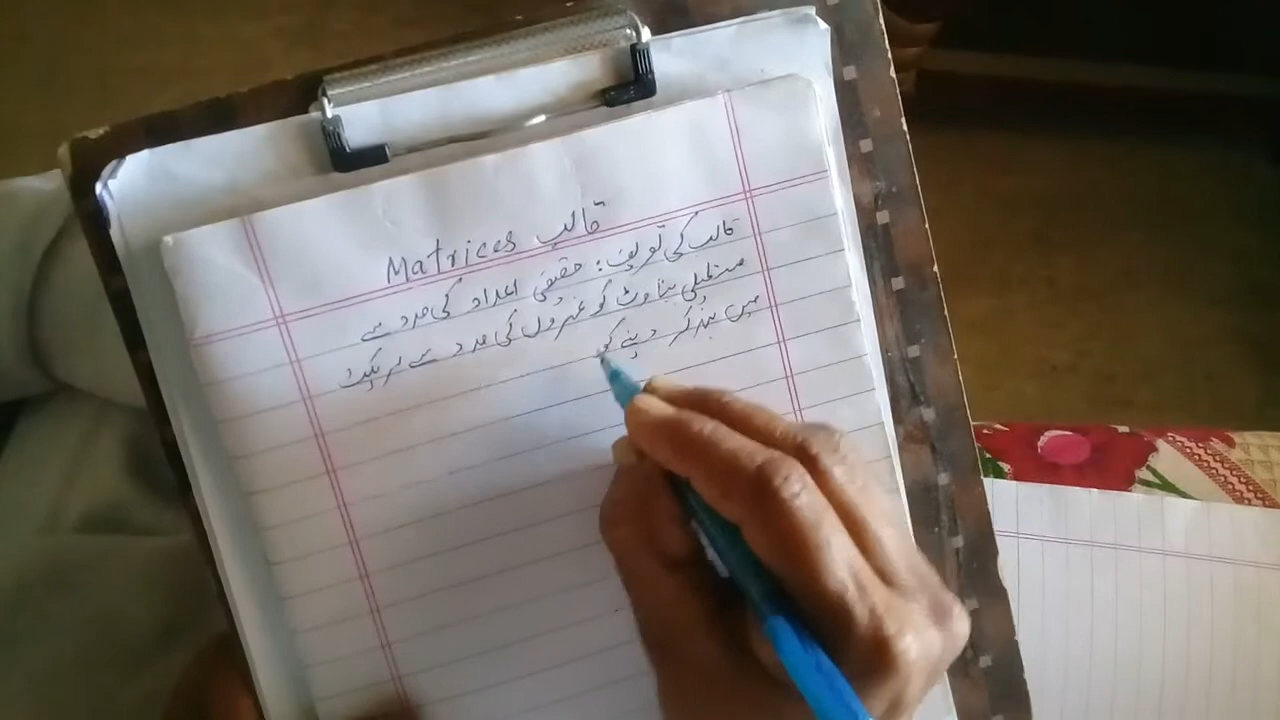 قالب Matrices
قالب کی تعریف: حقیقی اعداد کی مدد سے
مستطیلی بناوٹ کو عنروں کی مدد سے بریکٹ
میں بند کر دینے کو